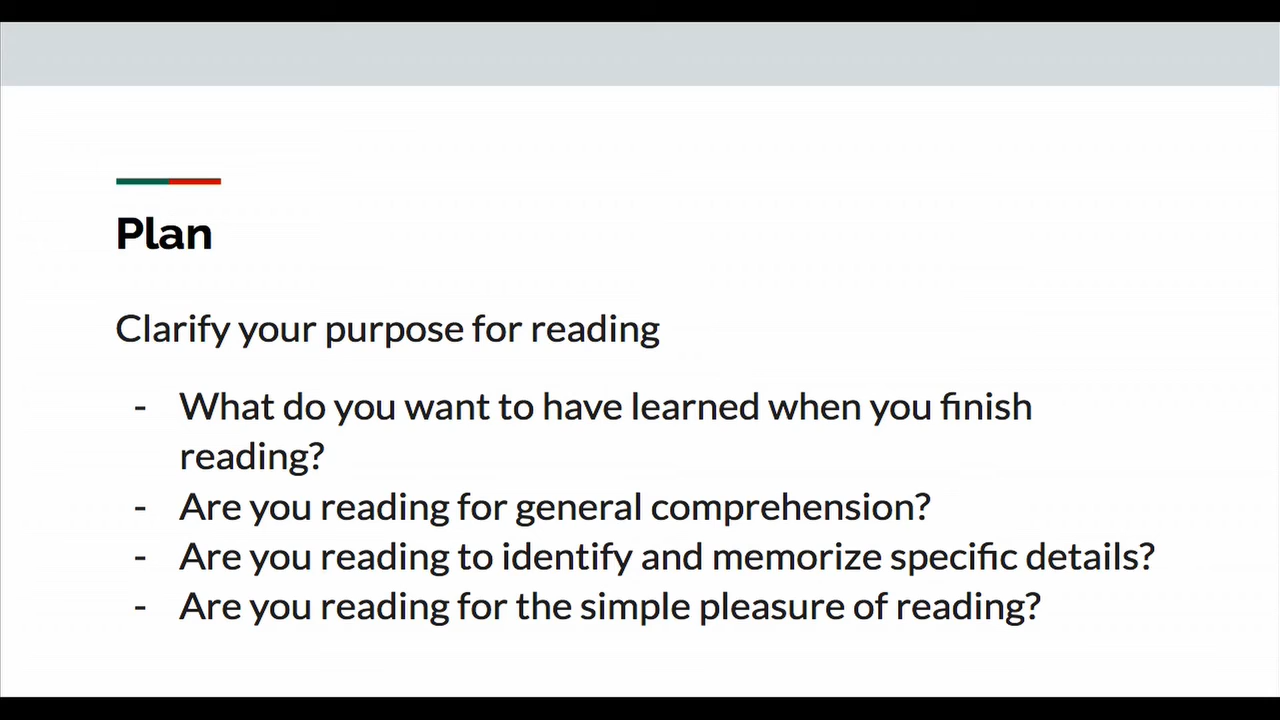 Plan
Clarify your purpose for reading
- What do you want to have learned when you finish
reading?
- Are you reading for general comprehension?
- Are you reading to identify and memorize specific details?
- Are you reading for the simple pleasure of reading?